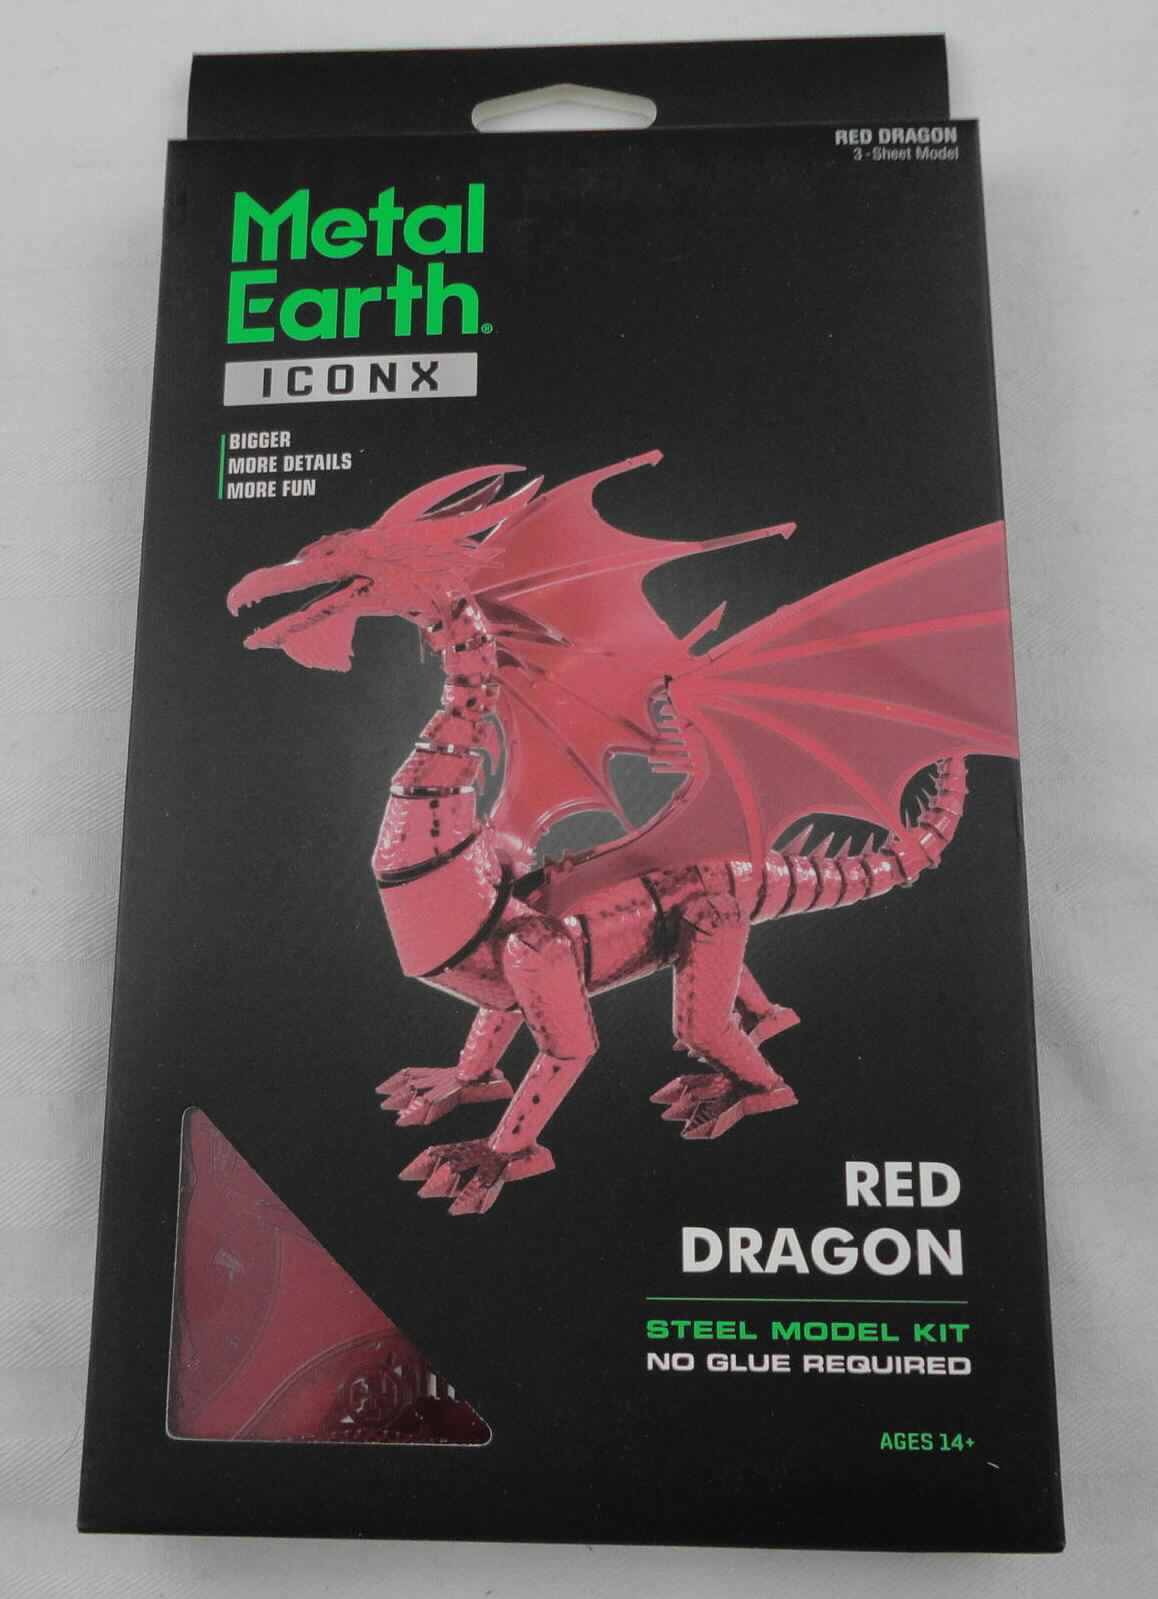 RED DRAGON
3-Sheet Model
Metal
Earth®
ICONX
BIGGER
MORE DETAILS
MORE FUN
RED
DRAGON
STEEL MODEL KIT
NO GLUE REQUIRED
AGES 14+